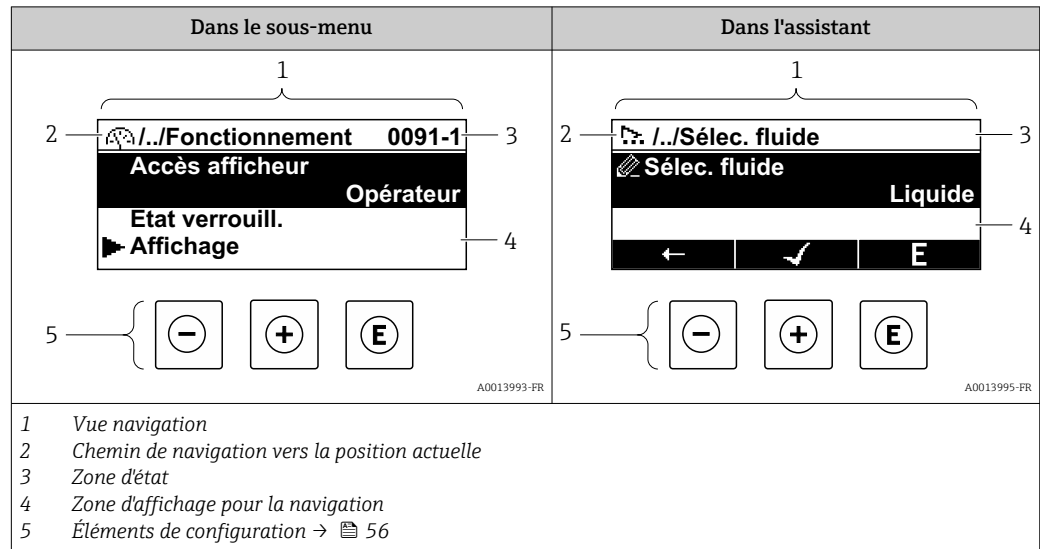 Dans le sous-menu
Dans l'assistant
1
2
/../Fonctionnement 0091-1
3
Accès afficheur
Opérateur
Etat verrouill.
Affichage
4
5
- + E
A0013993-FR
1
2
/../Sélec. fluide
3
Sélec. fluide
Liquide
4
← ✓ E
5
- + E
A0013995-FR
1 Vue navigation
2 Chemin de navigation vers la position actuelle
3 Zone d'état
4 Zone d'affichage pour la navigation
5 Éléments de configuration → 56